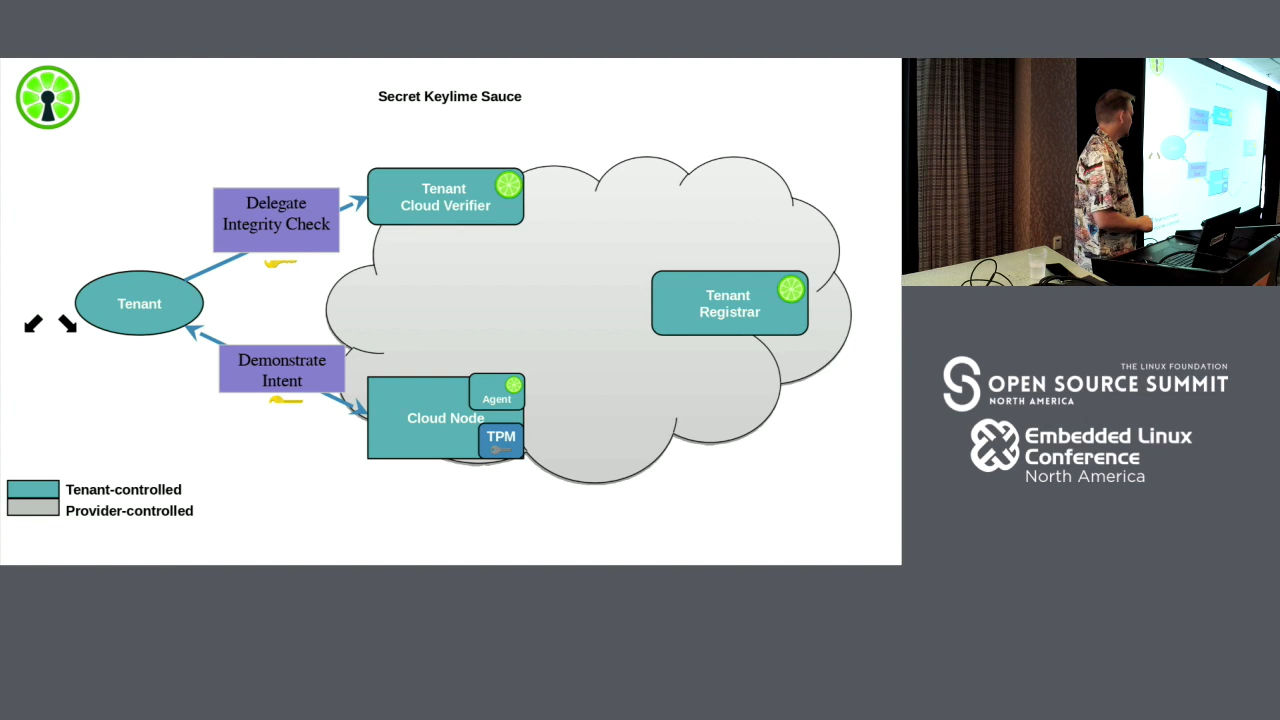 Secret Keylime Sauce
Tenant
Cloud Verifier
Delegate
Integrity Check
Tenant
Tenant
Registrar
Demonstrate
Intent
Agent
Cloud Node
TPM
Tenant-controlled
Provider-controlled
THE LINUX FOUNDATION
OPEN SOURCE SUMMIT
NORTH AMERICA
Embedded Linux
Conference
North America